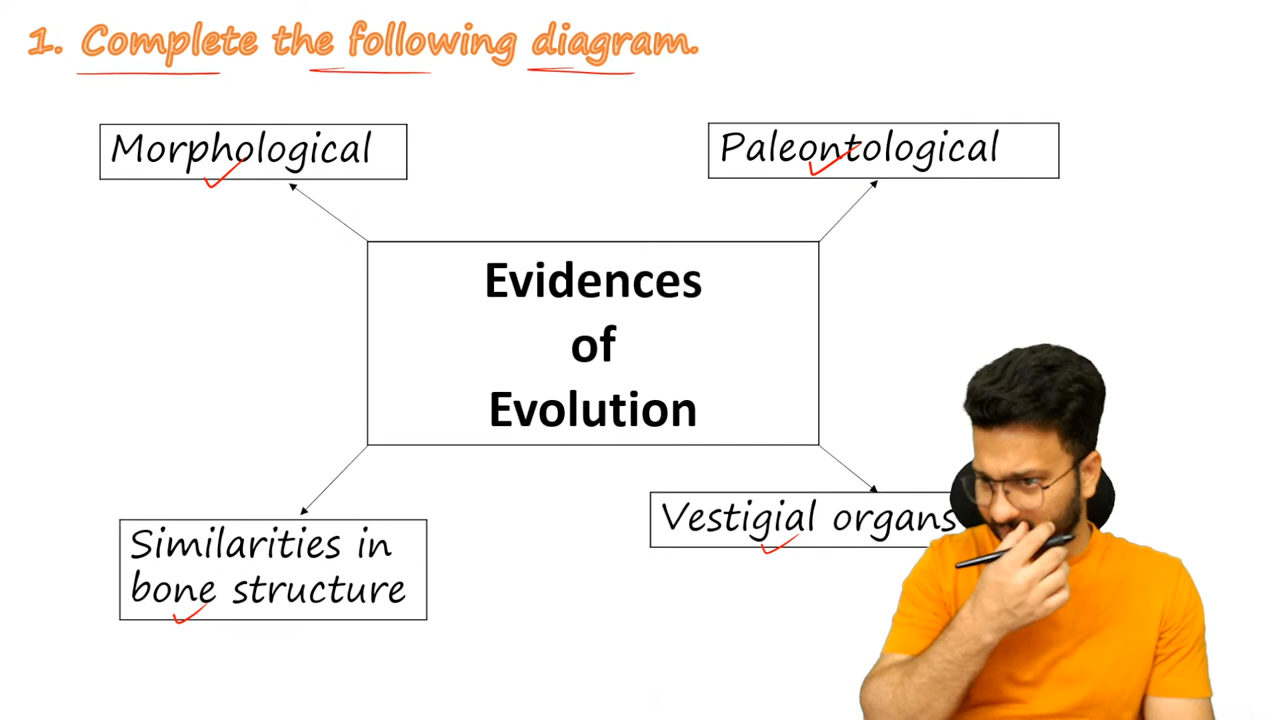 1. Complete the following diagram.
Morphological
Paleontological
Evidences
of
Evolution
Similarities in
bone structure
Vestigial organs